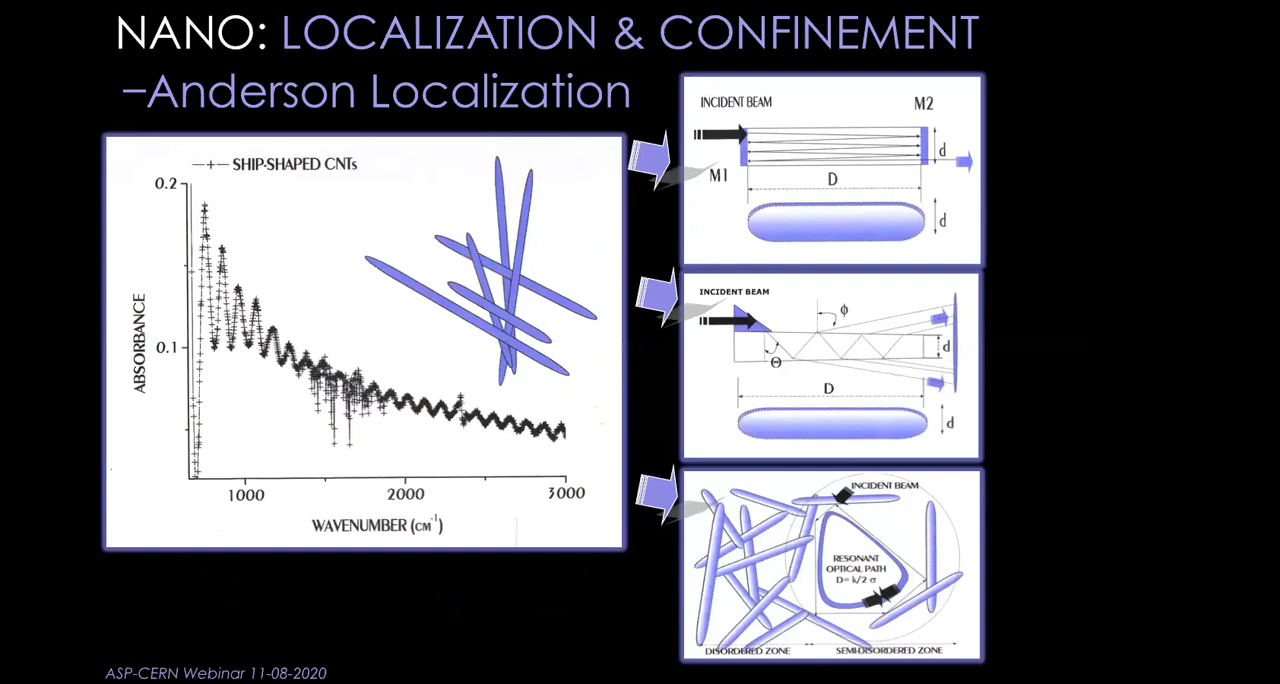 NANO: LOCALIZATION & CONFINEMENT
–Anderson Localization
SHIP-SHAPED CNTs
0.2
0.1
ABSORBANCE
1000
2000
3000
WAVENUMBER (CM⁻¹)
INCIDENT BEAM
M2
M1
d
D
d
INCIDENT BEAM
ϕ
Θ
d
D
d
INCIDENT BEAM
RESONANT
OPTICAL PATH
D= k/2 σ
DISORDERED ZONE
SEMI-DISORDERED ZONE
ASP-CERN Webinar 11-08-2020